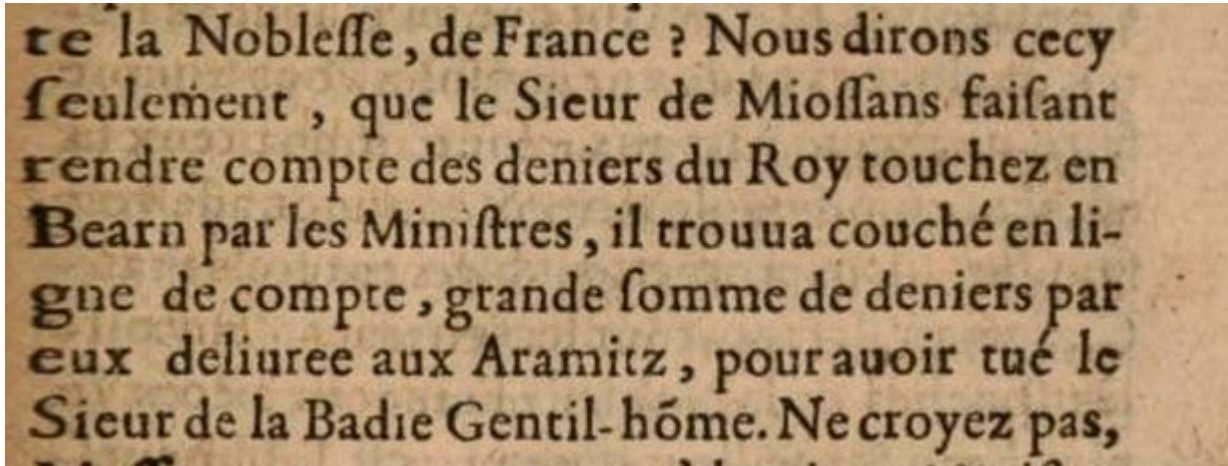 te la Nobleſſe, de France ? Nous dirons cecy
ſeulement , que le Sieur de Mioſſans faiſant
rendre compte des deniers du Roy touchez en
Bearn par les Miniſtres , il trouua couché en li-
gne de compte , grande ſomme de deniers par
eux deliuree aux Aramitz , pour auoir tué le
Sieur de la Badie Gentil-hõme. Ne croyez pas,